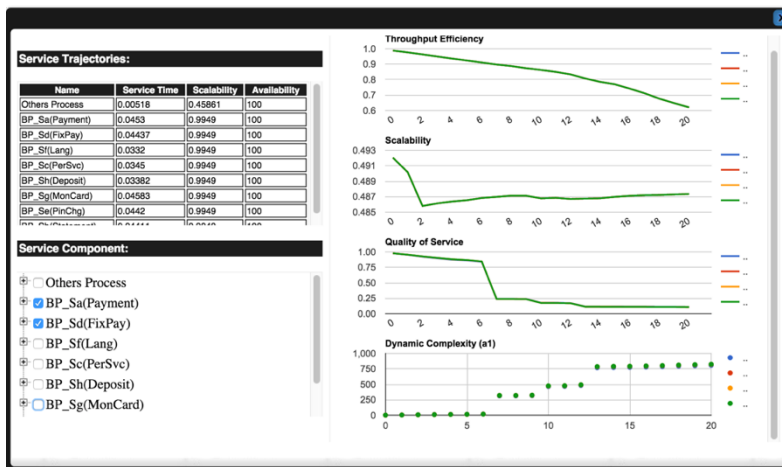 Service Trajectories:
Name Service Time Scalability Availability
Others Process 0.00518 0.45861 100
BP_Sa(Payment) 0.0453 0.9949 100
BP_Sd(FixPay) 0.04437 0.9949 100
BP_Sf(Lang) 0.0332 0.9949 100
BP_Sc(PerSvc) 0.0345 0.9949 100
BP_Sh(Deposit) 0.03382 0.9949 100
BP_Sg(MonCard) 0.04583 0.9949 100
BP_Se(PinChg) 0.0442 0.9949 100
Service Component:
Others Process
BP_Sa(Payment)
BP_Sd(FixPay)
BP_Sf(Lang)
BP_Sc(PerSvc)
BP_Sh(Deposit)
BP_Sg(MonCard)
Throughput Efficiency
1.0
0.9
0.8
0.7
0.6
0 2 4 6 8 10 12 14 16 18 20
..
..
..
..
Scalability
0.493
0.491
0.489
0.487
0.485
0 2 4 6 8 10 12 14 16 18 20
..
..
..
..
Quality of Service
1.00
0.75
0.50
0.25
0.00
0 2 4 6 8 10 12 14 16 18 20
..
..
..
..
Dynamic Complexity (a1)
1,000
750
500
250
0
0 5 10 15 20
..
..
..
..